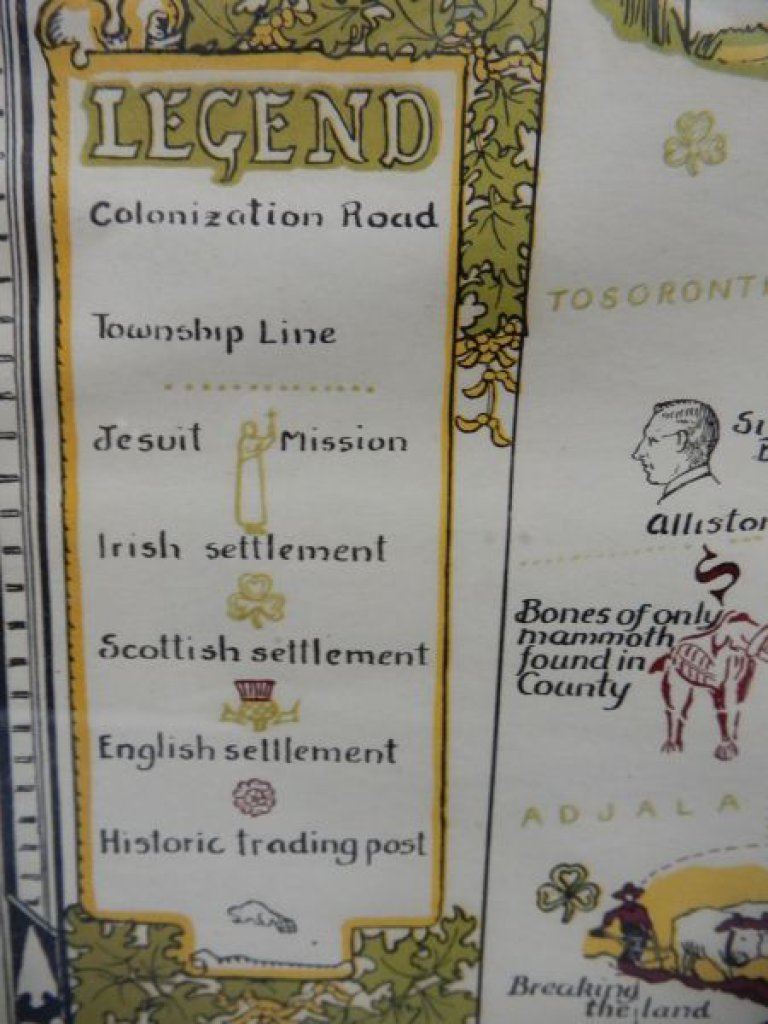 LEGEND
Colonization Road
Township Line
Jesuit Mission
Irish settlement
Scottish settlement
English settlement
Historic trading post
Alliston
Bones of only
mammoth
found in
County
ADJALA
Breaking
the land